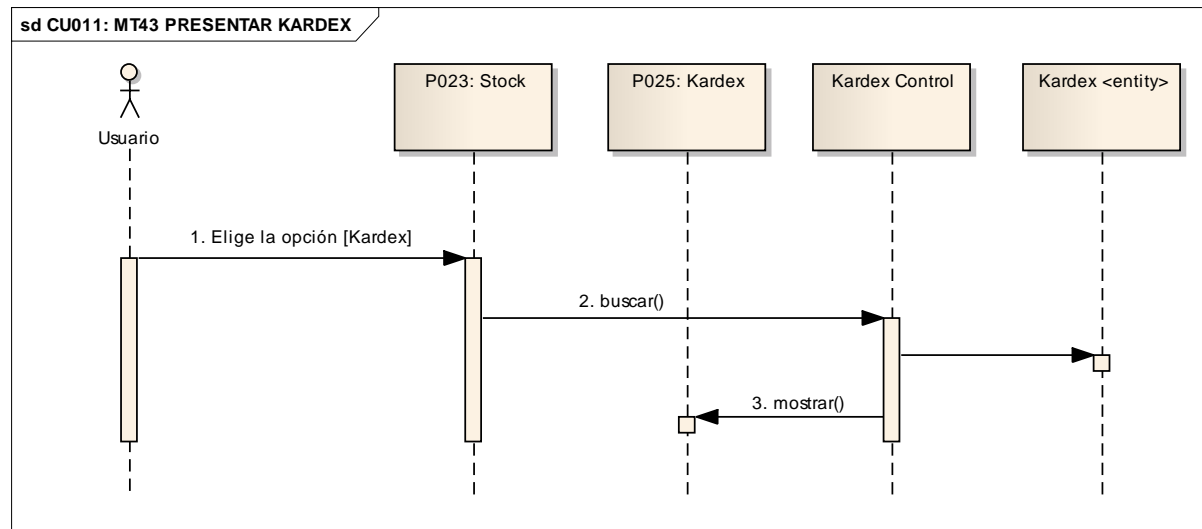 sd CU011: MT43 PRESENTAR KARDEX
Usuario
P023: Stock
P025: Kardex
Kardex Control
Kardex <entity>
1. Elige la opción [Kardex]
2. buscar()
3. mostrar()